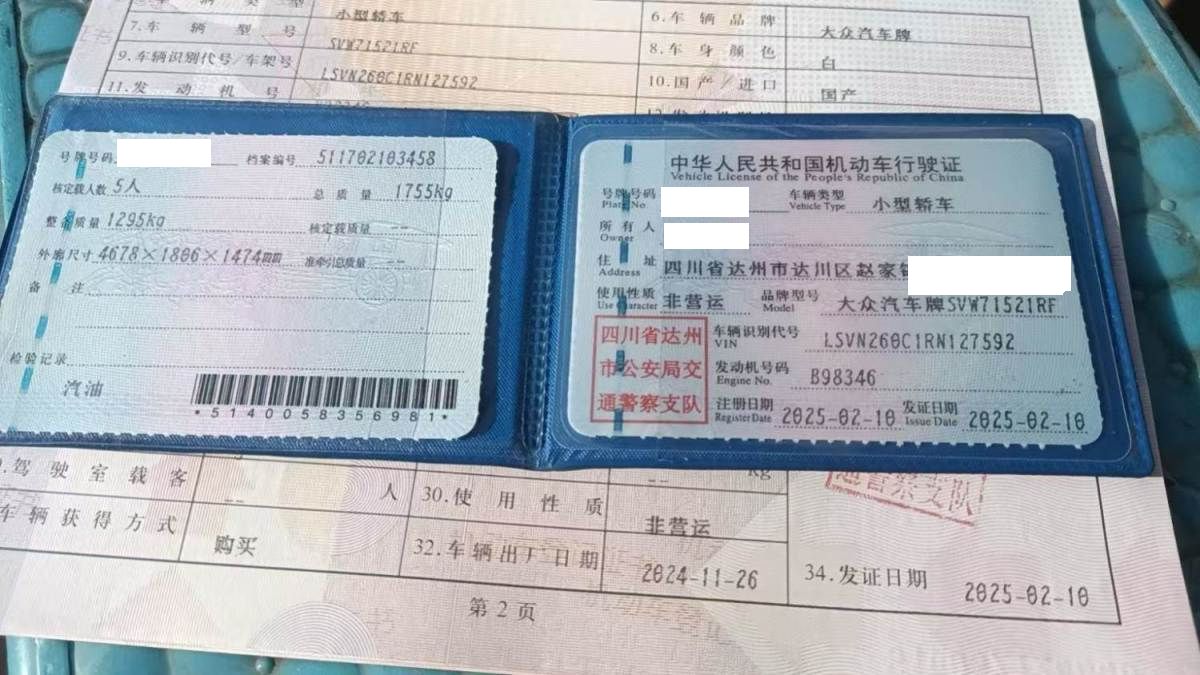 车辆类型
小型轿车
6.车辆品牌
大众汽车牌
7.车辆型号
SVW71521RF
8.车身颜色
白
9.车辆识别代号/车架号
LSVN260C1RN127592
10.国产/进口
国产
11.发动机号
号牌号码
档案编号 511702103458
核定载人数 5人
总质量 1755kg
整备质量 1295kg
核定载质量 --
外廓尺寸 4678×1806×1474mm
准牵引总质量 --
备注
检验记录
汽油
*5140058356981*
中华人民共和国机动车行驶证
Vehicle License of the People's Republic of China
号牌号码
Plate No.
车辆类型
Vehicle Type
小型轿车
所有人
Owner
住址
Address
四川省达州市达川区赵家
使用性质
Use Character
非营运
品牌型号
Model
大众汽车牌SVW71521RF
四川省达州
市公安局交
通警察支队
车辆识别代号
VIN
LSVN260C1RN127592
发动机号码
Engine No.
B98346
注册日期
Register Date
2025-02-10
发证日期
Issue Date
2025-02-10
驾驶室载客
-- 人
30.使用性质
非营运
-- kg
通警察支队
车辆获得方式
购买
32.车辆出厂日期
2024-11-26
34.发证日期
2025-02-10
第2页